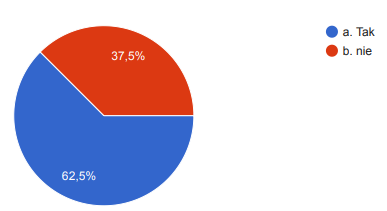 a. Tak
b. nie
37,5%
62,5%